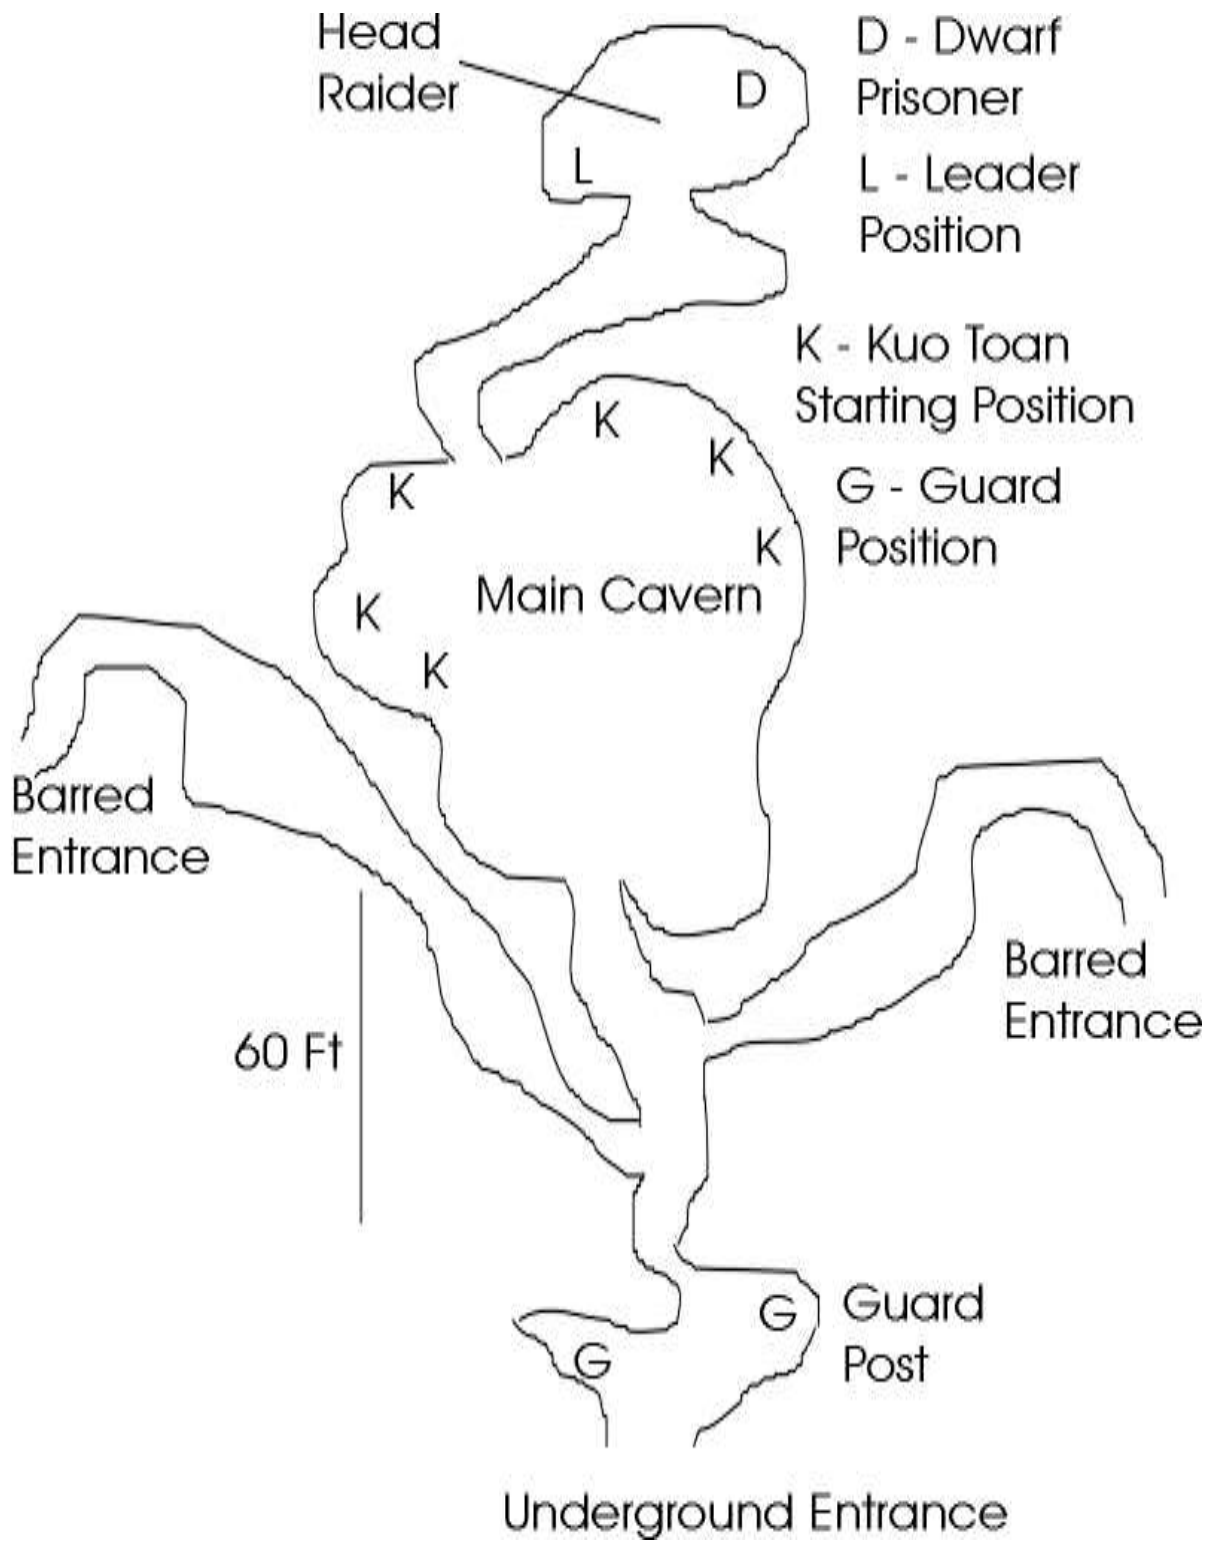 Head
Raider
D - Dwarf
Prisoner
D
L
L - Leader
Position
K - Kuo Toan
Starting Position
K
K
K
G - Guard
Position
K
Main Cavern
K
K
Barred
Entrance
Barred
Entrance
60 Ft
G
G
Guard
Post
Underground Entrance